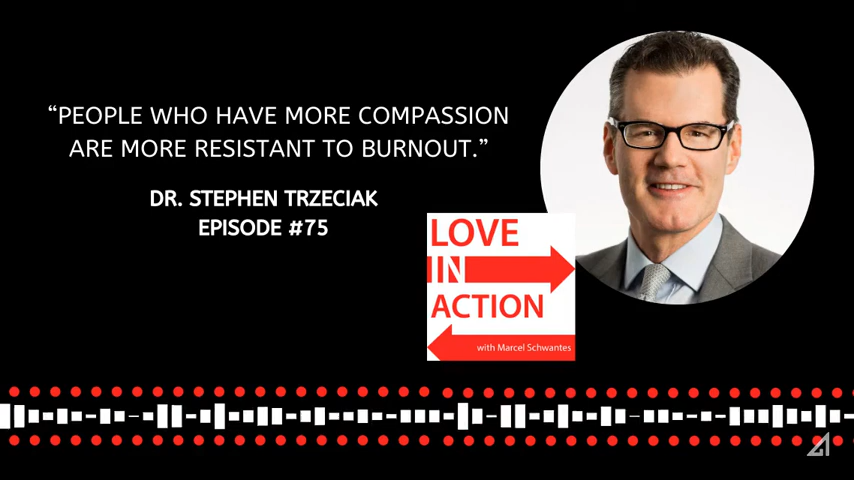 “PEOPLE WHO HAVE MORE COMPASSION
ARE MORE RESISTANT TO BURNOUT.”
DR. STEPHEN TRZECIAK
EPISODE #75
LOVE
IN
ACTION
with Marcel Schwantes